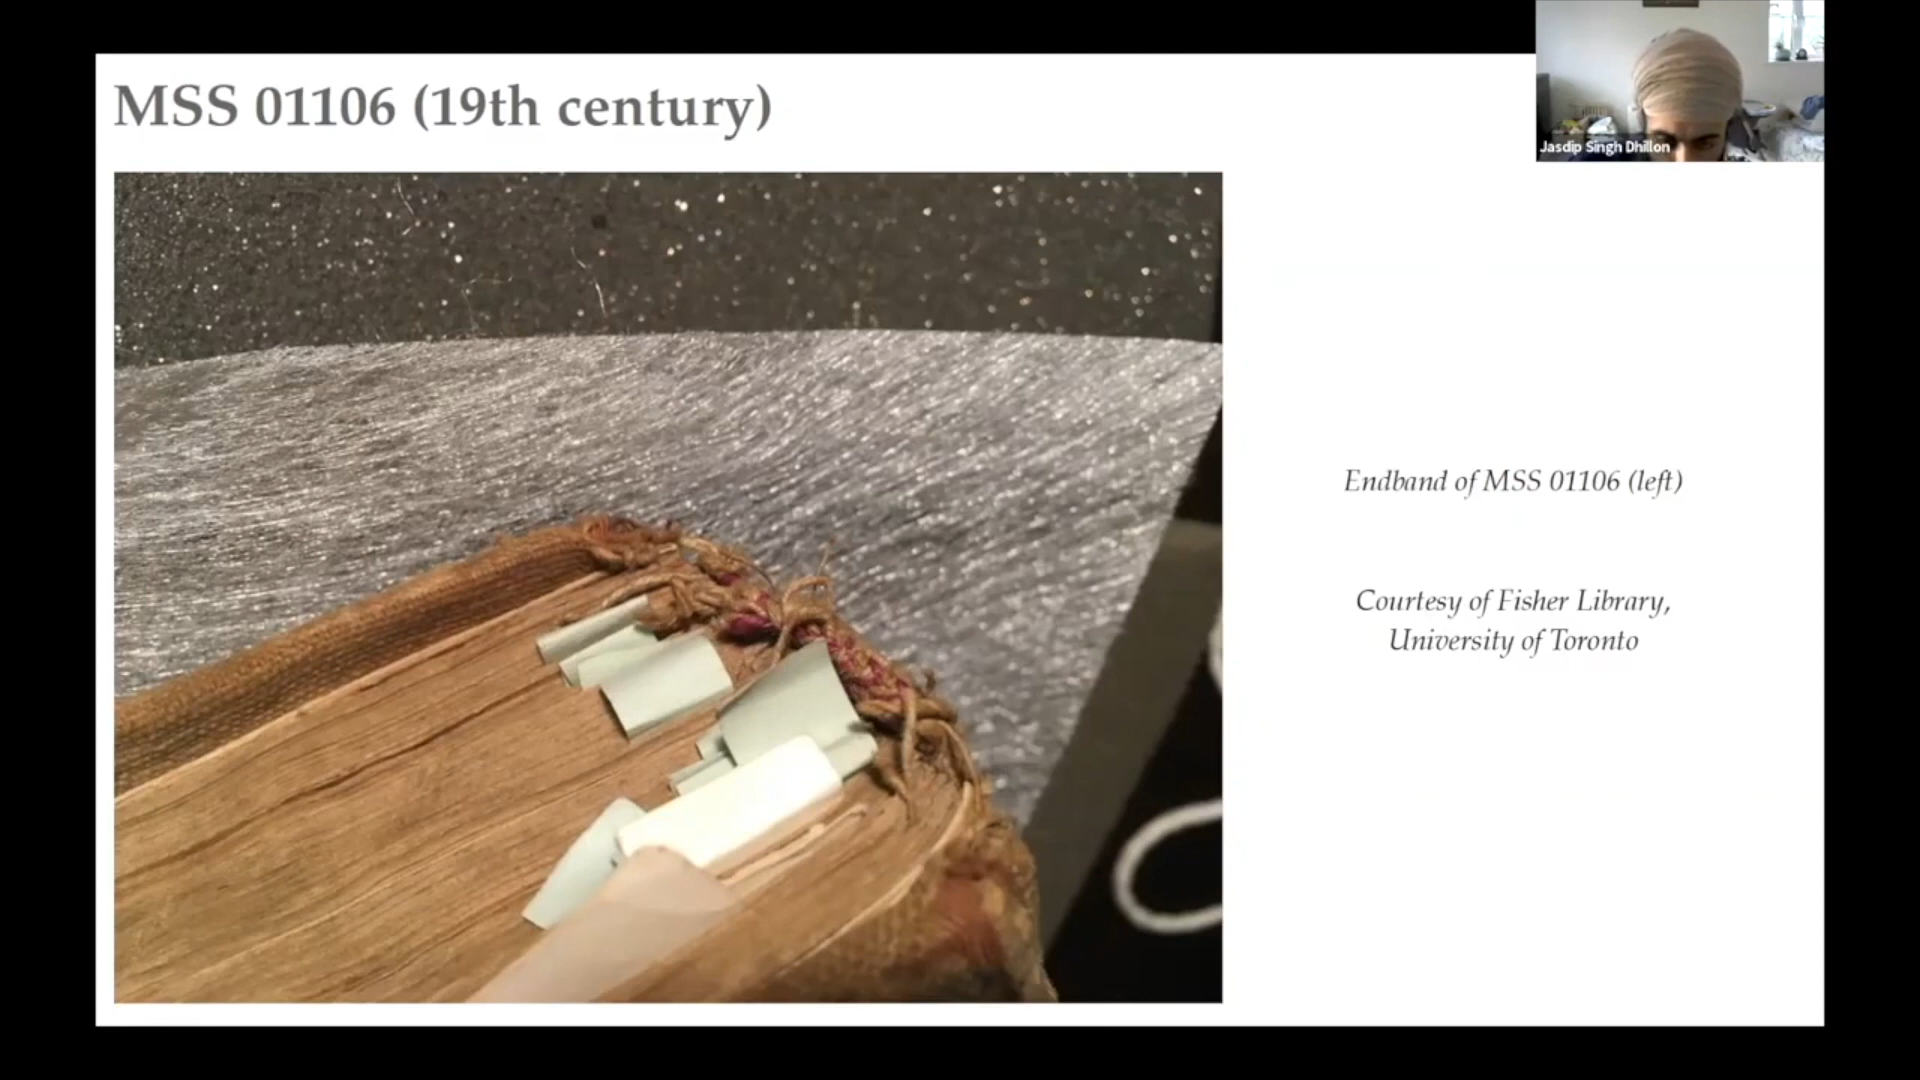 MSS 01106 (19th century)
Jasdip Singh Dhillon
Endband of MSS 01106 (left)
Courtesy of Fisher Library,
University of Toronto